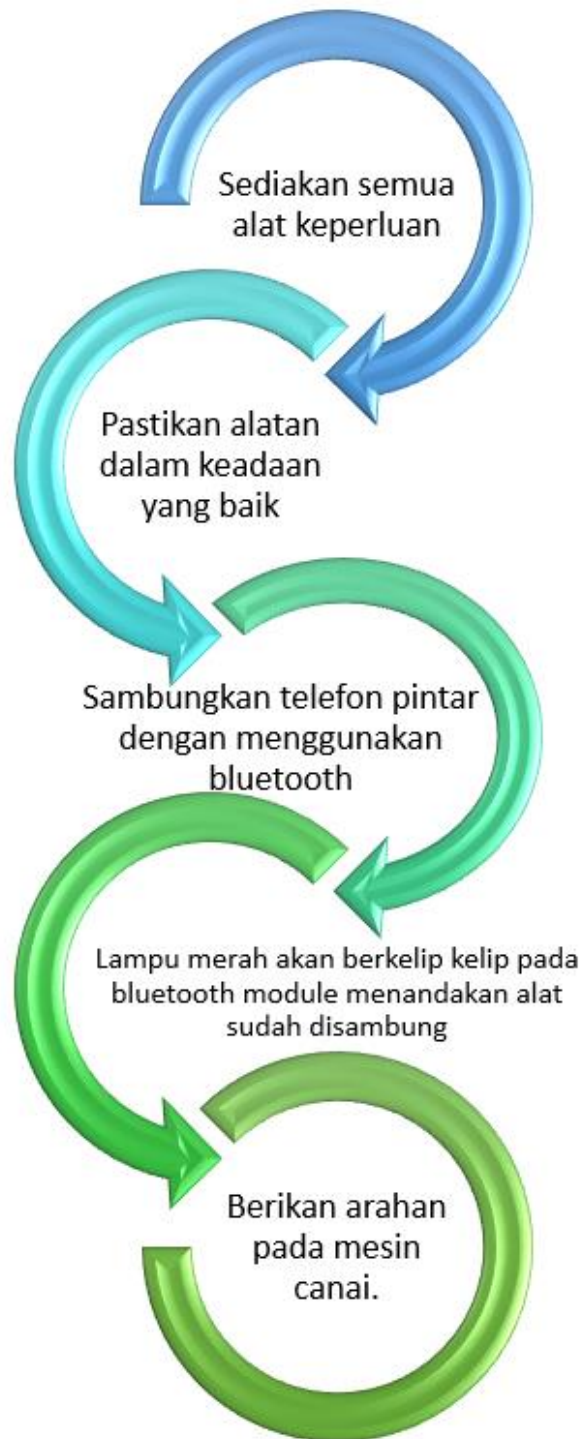 Sediakan semua
alat keperluan
Pastikan alatan
dalam keadaan
yang baik
Sambungkan telefon pintar
dengan menggunakan
bluetooth
Lampu merah akan berkelip kelip pada
bluetooth module menandakan alat
sudah disambung
Berikan arahan
pada mesin
canai.